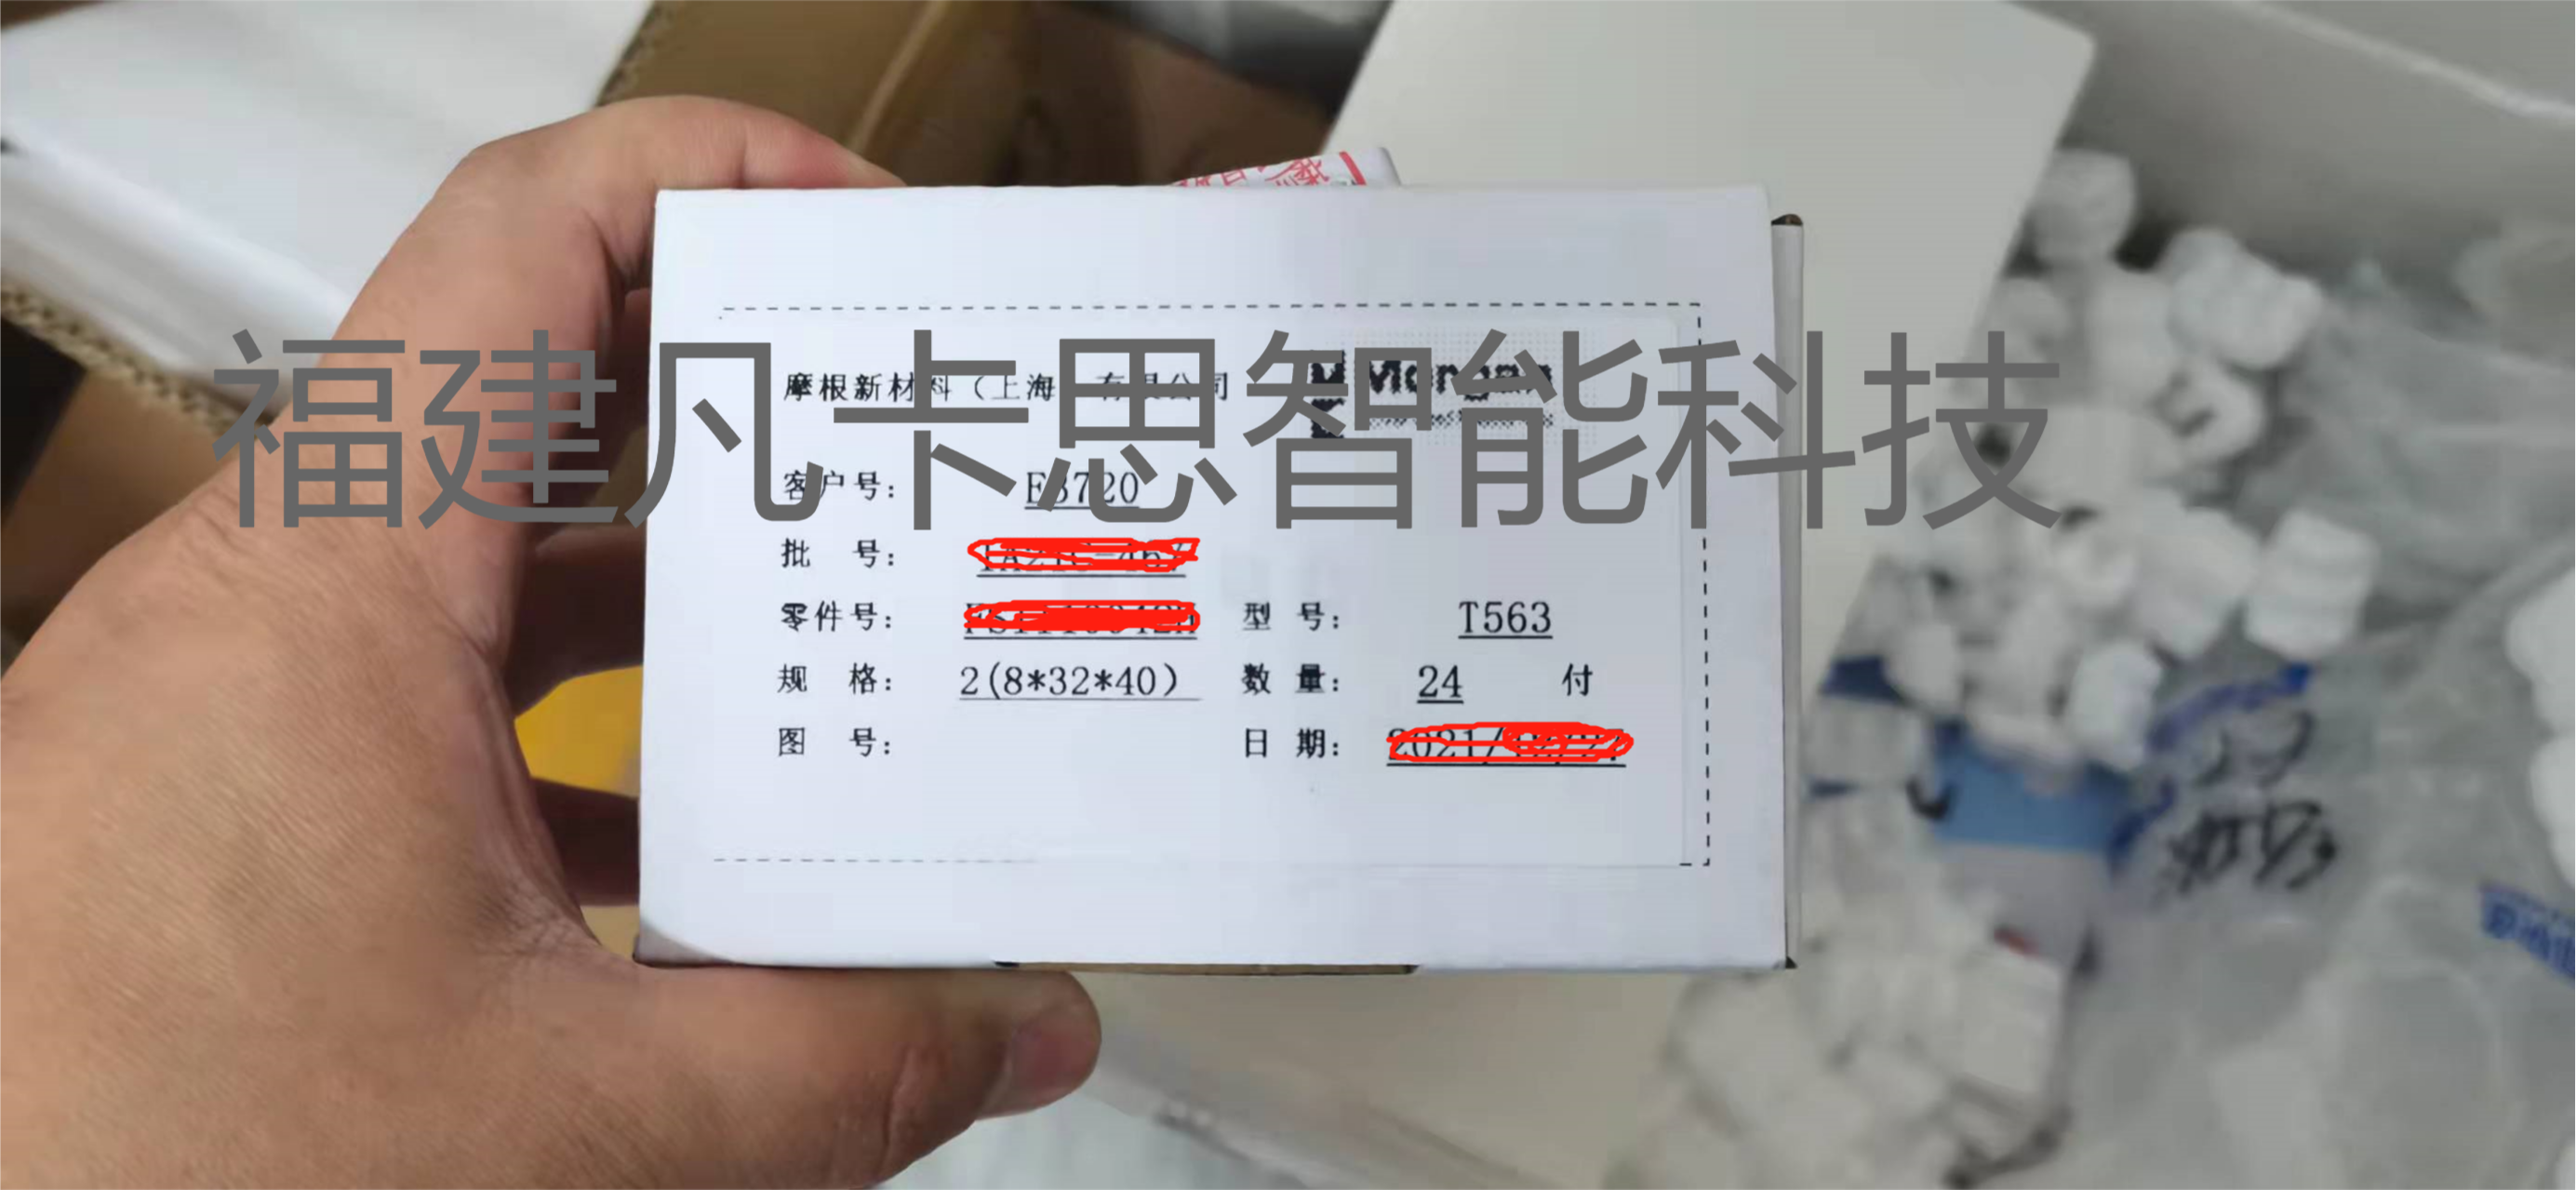 福建凡卡思智能科技
摩根新材料（上海）有限公司 Morgan
客户号： F3720
批 号：
零件号： 型 号： T563
规 格： 2(8*32*40) 数 量： 24 付
图 号： 日 期： 2021/